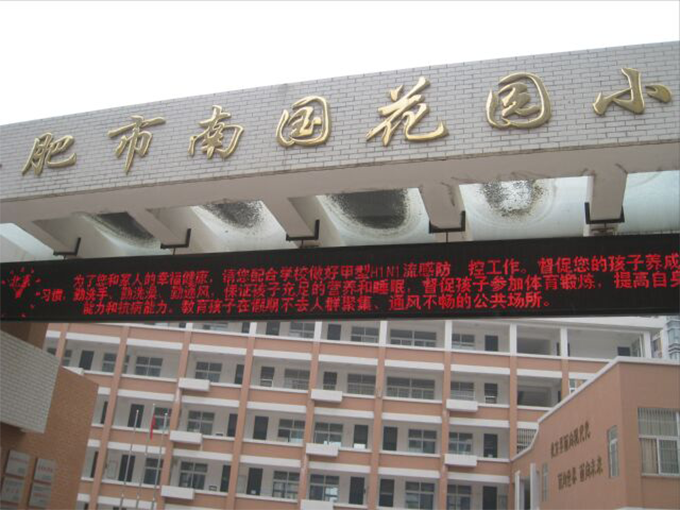 肥市南国花园小
为了您和家人的幸福健康，请您配合学校做好甲型H1N1流感防 控工作。督促您的孩子养成
习惯，勤洗手、勤洗澡、勤通风，保证孩子充足的营养和睡眠，督促孩子参加体育锻炼，提高自身
能力和抗病能力。教育孩子在假期不去人群聚集、通风不畅的公共场所。